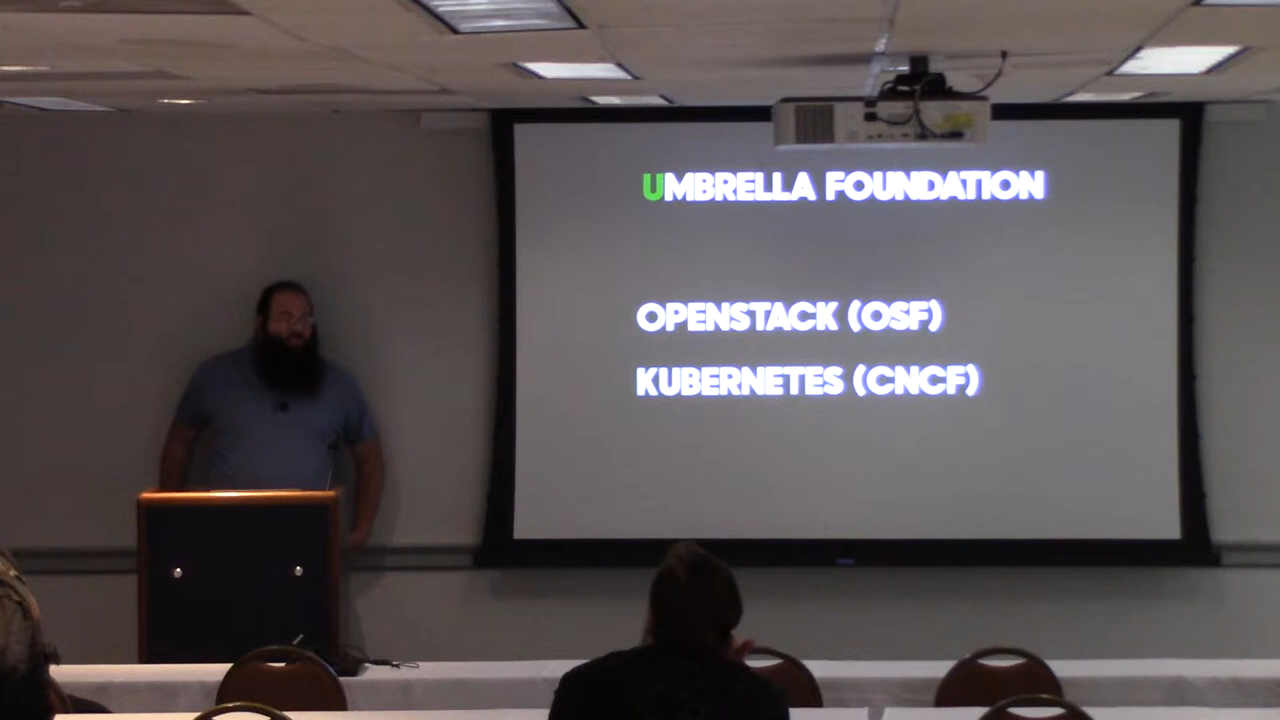 UMBRELLA FOUNDATION
OPENSTACK (OSF)
KUBERNETES (CNCF)